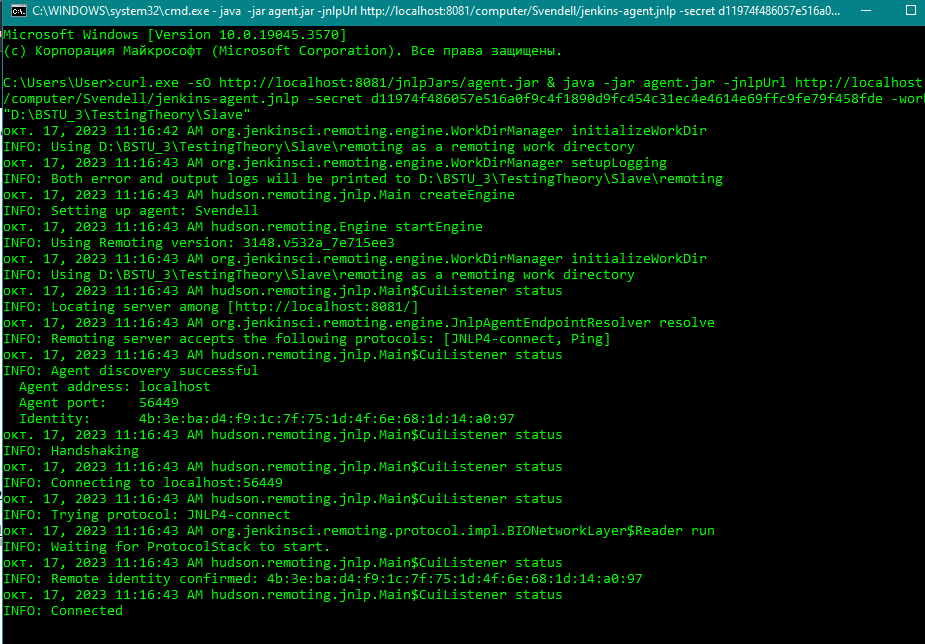 C:\WINDOWS\system32\cmd.exe - java -jar agent.jar -jnlpUrl http://localhost:8081/computer/Svendell/jenkins-agent.jnlp -secret d11974f486057e516a0...
Microsoft Windows [Version 10.0.19045.3570]
(c) Корпорация Майкрософт (Microsoft Corporation). Все права защищены.
C:\Users\User>curl.exe -sO http://localhost:8081/jnlpJars/agent.jar & java -jar agent.jar -jnlpUrl http://localhost
/computer/Svendell/jenkins-agent.jnlp -secret d11974f486057e516a0f9c4f1890d9fc454c31ec4e4614e69ffc9fe79f458fde -wor
"D:\BSTU_3\TestingTheory\Slave"
окт. 17, 2023 11:16:42 AM org.jenkinsci.remoting.engine.WorkDirManager initializeWorkDir
INFO: Using D:\BSTU_3\TestingTheory\Slave\remoting as a remoting work directory
окт. 17, 2023 11:16:43 AM org.jenkinsci.remoting.engine.WorkDirManager setupLogging
INFO: Both error and output logs will be printed to D:\BSTU_3\TestingTheory\Slave\remoting
окт. 17, 2023 11:16:43 AM hudson.remoting.jnlp.Main createEngine
INFO: Setting up agent: Svendell
окт. 17, 2023 11:16:43 AM hudson.remoting.Engine startEngine
INFO: Using Remoting version: 3148.v532a_7e715ee3
окт. 17, 2023 11:16:43 AM org.jenkinsci.remoting.engine.WorkDirManager initializeWorkDir
INFO: Using D:\BSTU_3\TestingTheory\Slave\remoting as a remoting work directory
окт. 17, 2023 11:16:43 AM hudson.remoting.jnlp.Main$CuiListener status
INFO: Locating server among [http://localhost:8081/]
окт. 17, 2023 11:16:43 AM org.jenkinsci.remoting.engine.JnlpAgentEndpointResolver resolve
INFO: Remoting server accepts the following protocols: [JNLP4-connect, Ping]
окт. 17, 2023 11:16:43 AM hudson.remoting.jnlp.Main$CuiListener status
INFO: Agent discovery successful
Agent address: localhost
Agent port: 56449
Identity: 4b:3e:ba:d4:f9:1c:7f:75:1d:4f:6e:68:1d:14:a0:97
окт. 17, 2023 11:16:43 AM hudson.remoting.jnlp.Main$CuiListener status
INFO: Handshaking
окт. 17, 2023 11:16:43 AM hudson.remoting.jnlp.Main$CuiListener status
INFO: Connecting to localhost:56449
окт. 17, 2023 11:16:43 AM hudson.remoting.jnlp.Main$CuiListener status
INFO: Trying protocol: JNLP4-connect
окт. 17, 2023 11:16:43 AM org.jenkinsci.remoting.protocol.impl.BIONetworkLayer$Reader run
INFO: Waiting for ProtocolStack to start.
окт. 17, 2023 11:16:43 AM hudson.remoting.jnlp.Main$CuiListener status
INFO: Remote identity confirmed: 4b:3e:ba:d4:f9:1c:7f:75:1d:4f:6e:68:1d:14:a0:97
окт. 17, 2023 11:16:43 AM hudson.remoting.jnlp.Main$CuiListener status
INFO: Connected